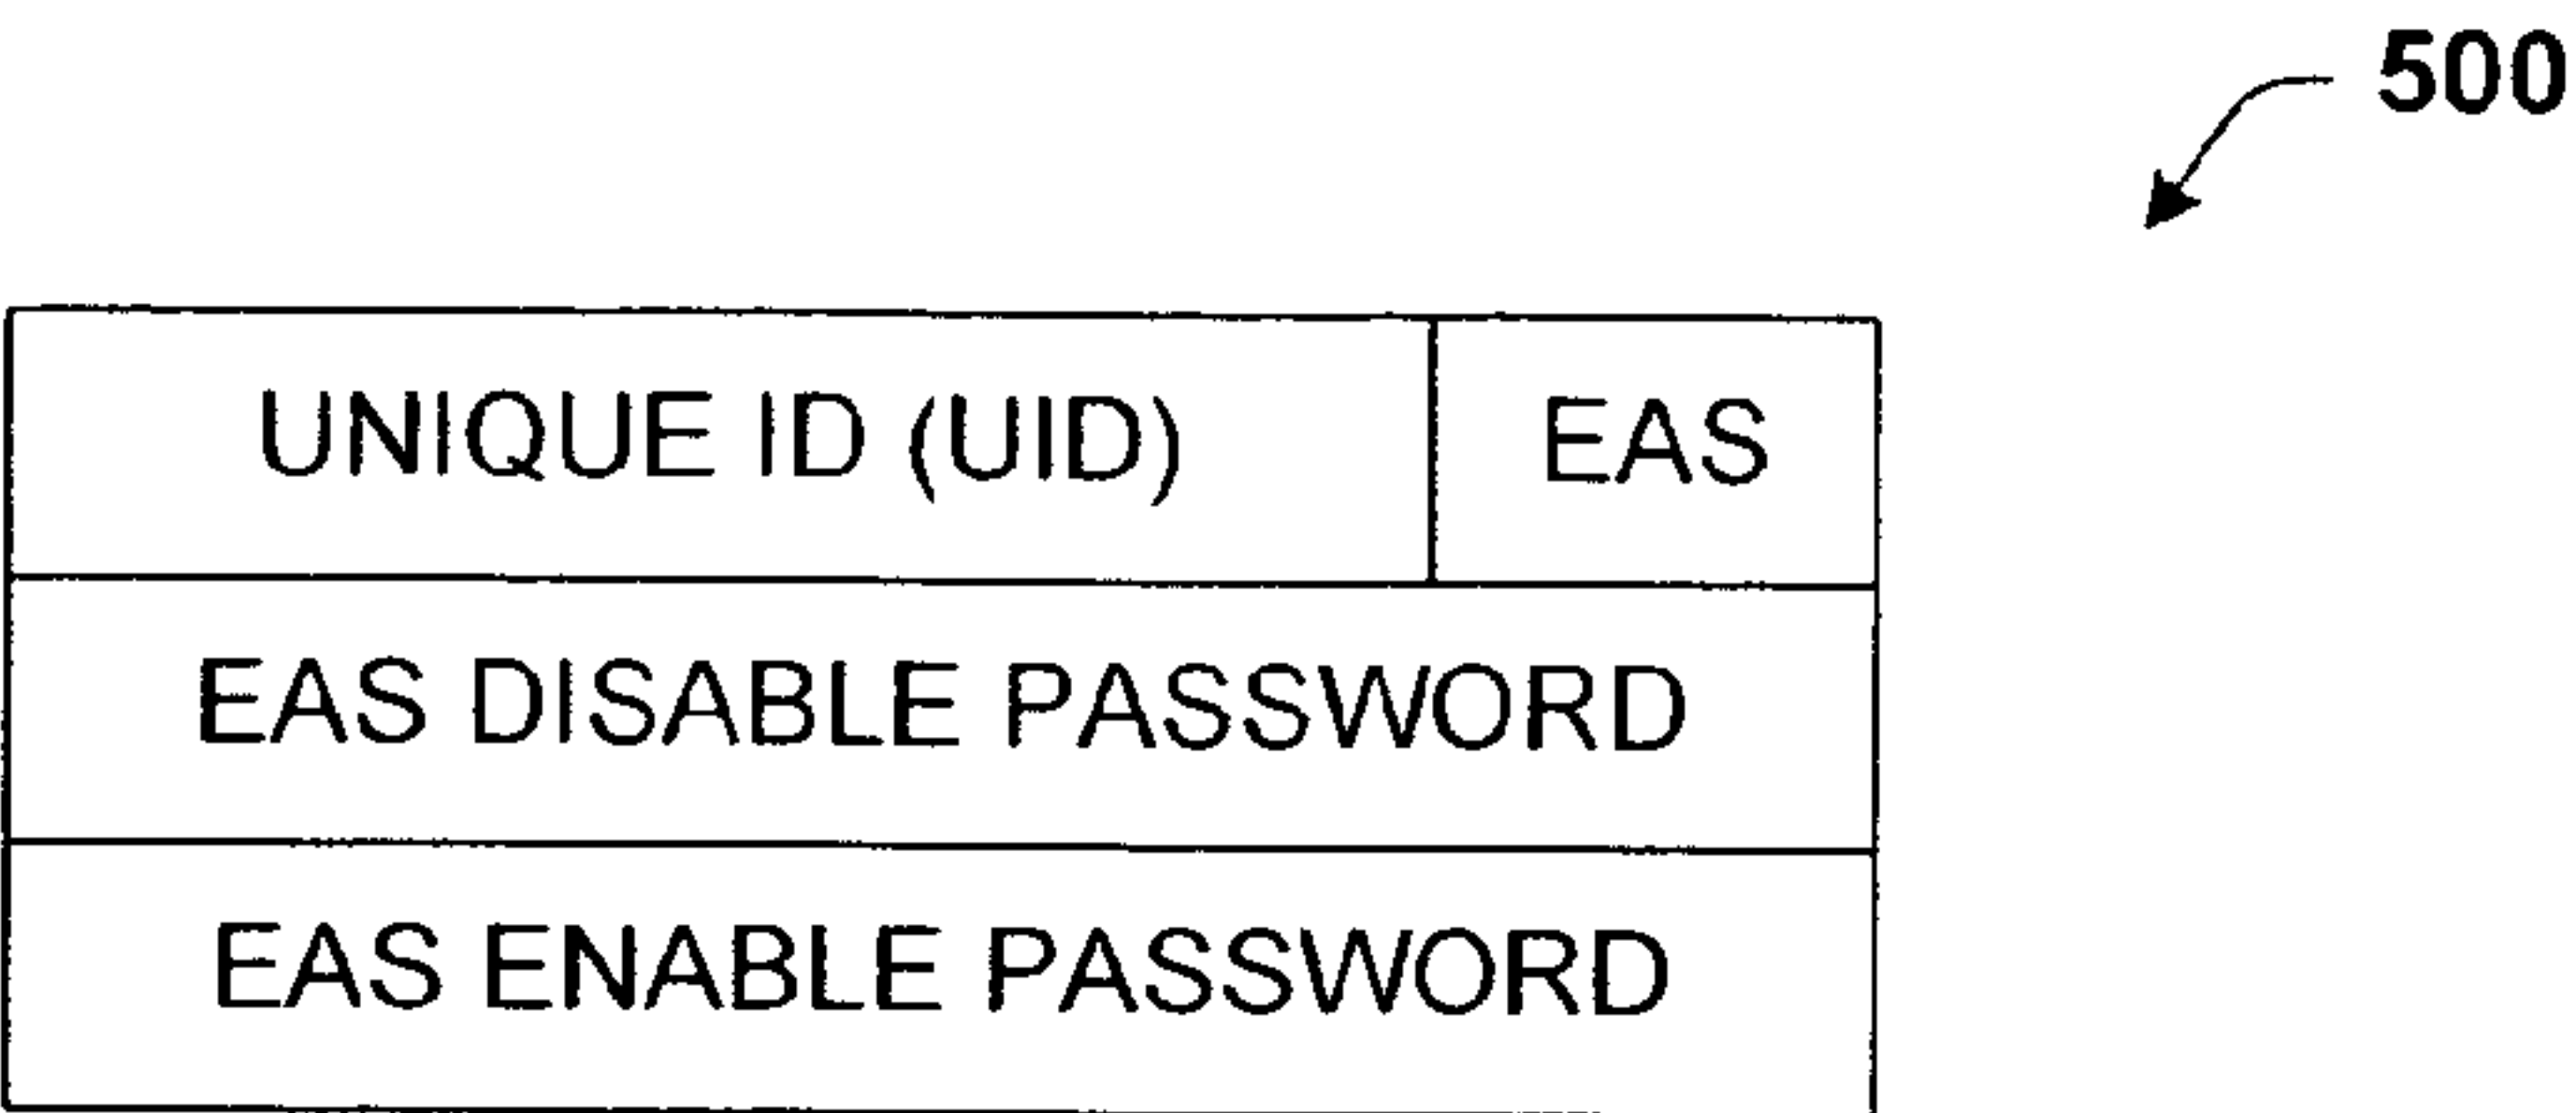 500
UNIQUE ID (UID) EAS
EAS DISABLE PASSWORD
EAS ENABLE PASSWORD